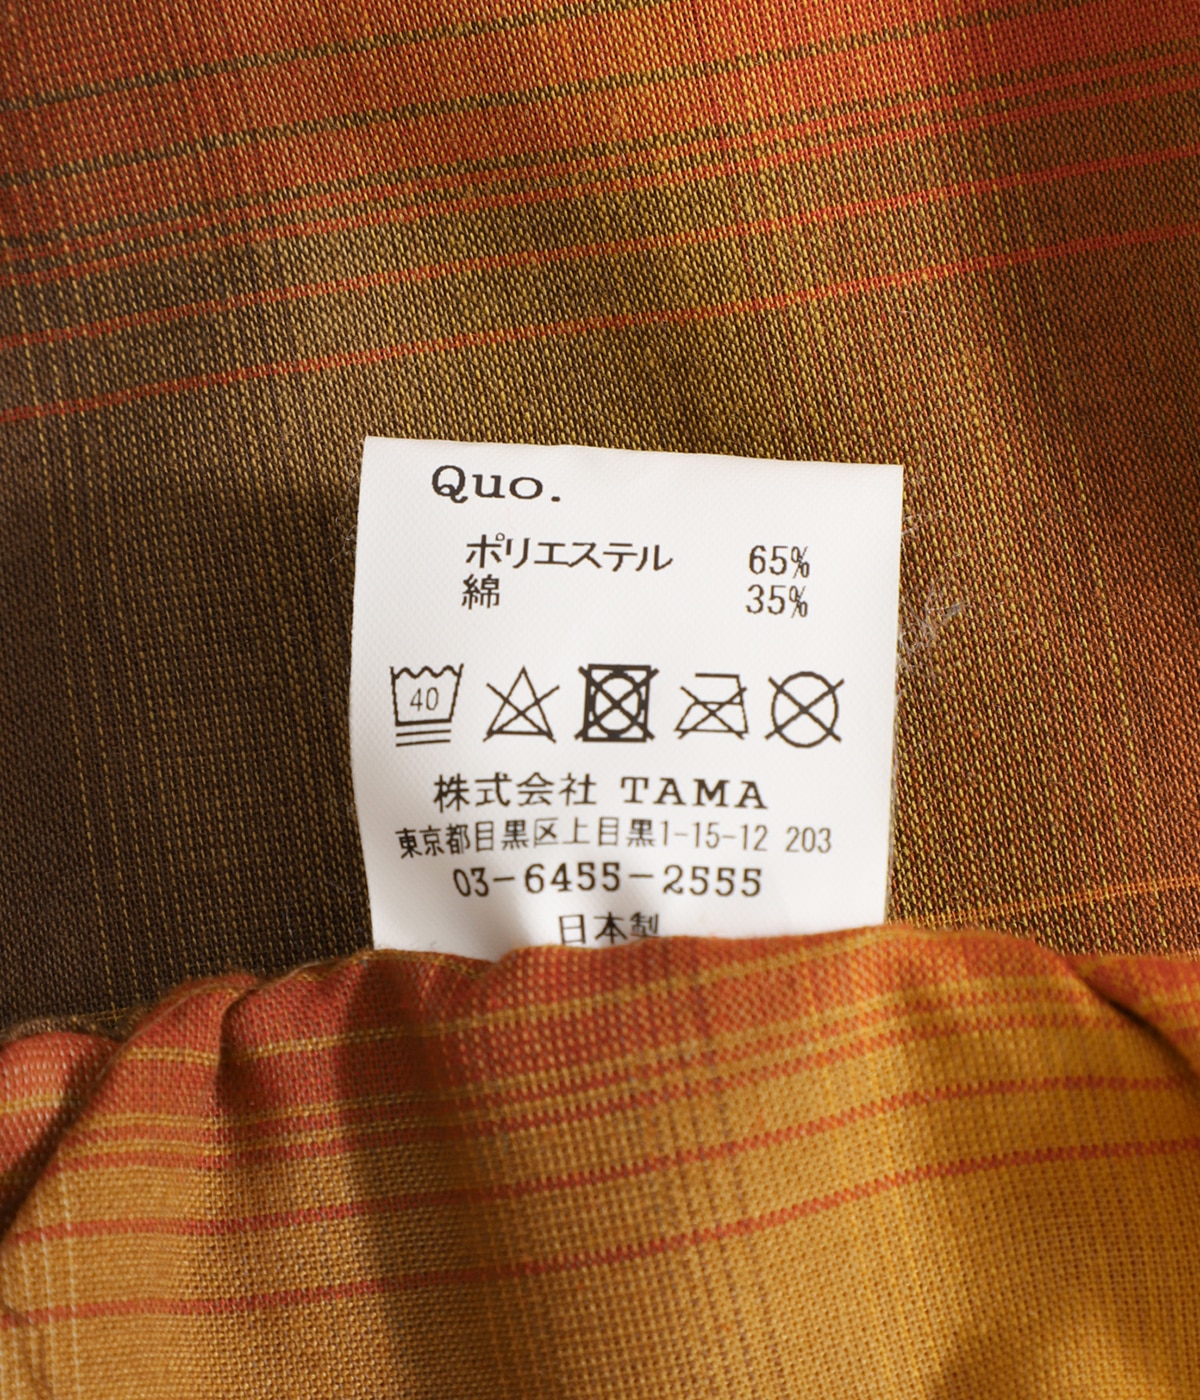 Quo.
ポリエステル 65%
綿 35%
40
株式会社 TAMA
東京都目黒区上目黒1-15-12 203
03-6455-2555
日本製